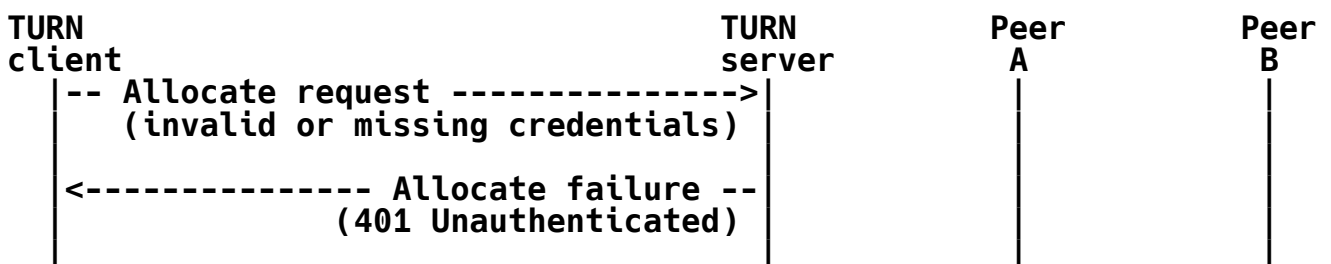 TURN                                 TURN          Peer         Peer
client                               server         A            B
  |-- Allocate request --------------->|            |            |
  |   (invalid or missing credentials) |            |            |
  |                                    |            |            |
  |<--------------- Allocate failure --|            |            |
  |              (401 Unauthenticated) |            |            |
  |                                    |            |            |